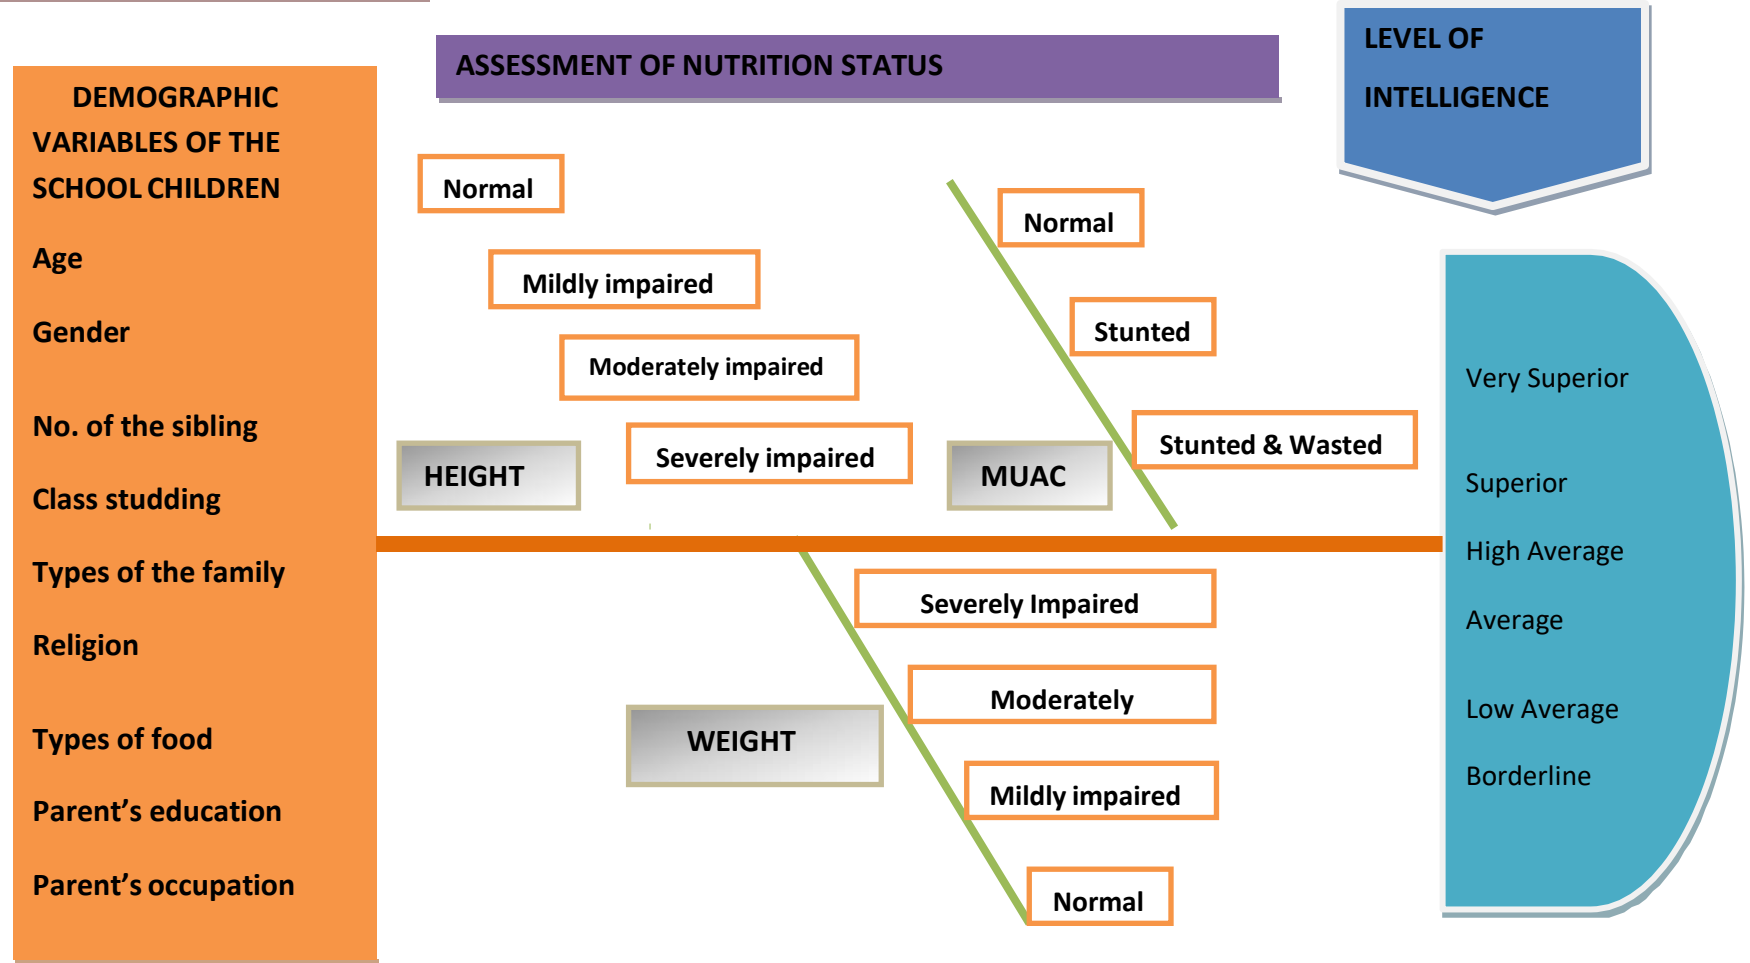 DEMOGRAPHIC
VARIABLES OF THE
SCHOOL CHILDREN
Age
Gender
No. of the sibling
Class studding
Types of the family
Religion
Types of food
Parent’s education
Parent’s occupation
ASSESSMENT OF NUTRITION STATUS
Normal
Mildly impaired
Moderately impaired
Severely impaired
HEIGHT
Normal
Stunted
Stunted & Wasted
MUAC
Severely Impaired
Moderately
Mildly impaired
Normal
WEIGHT
LEVEL OF
INTELLIGENCE
Very Superior
Superior
High Average
Average
Low Average
Borderline